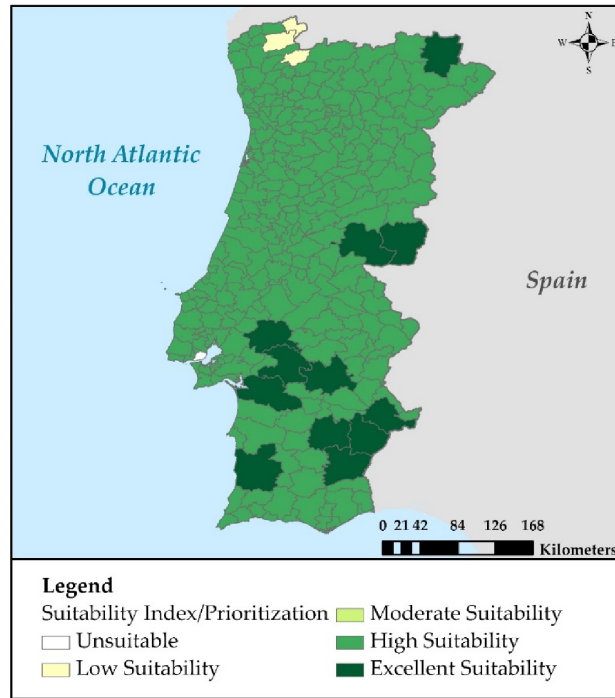 N
W E
S
North Atlantic
Ocean
Spain
0 21 42 84 126 168
Kilometers
Legend
Suitability Index/Prioritization
Unsuitable
Low Suitability
Moderate Suitability
High Suitability
Excellent Suitability